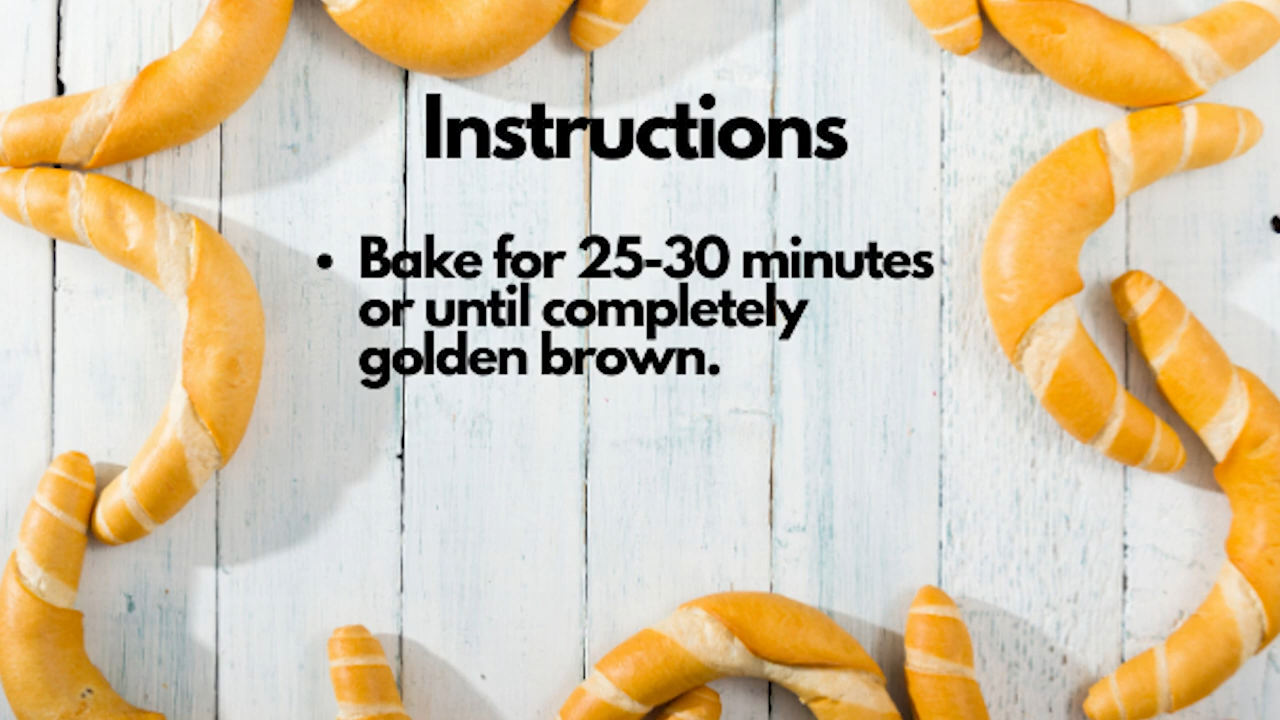 Instructions
• Bake for 25-30 minutes
or until completely
golden brown.